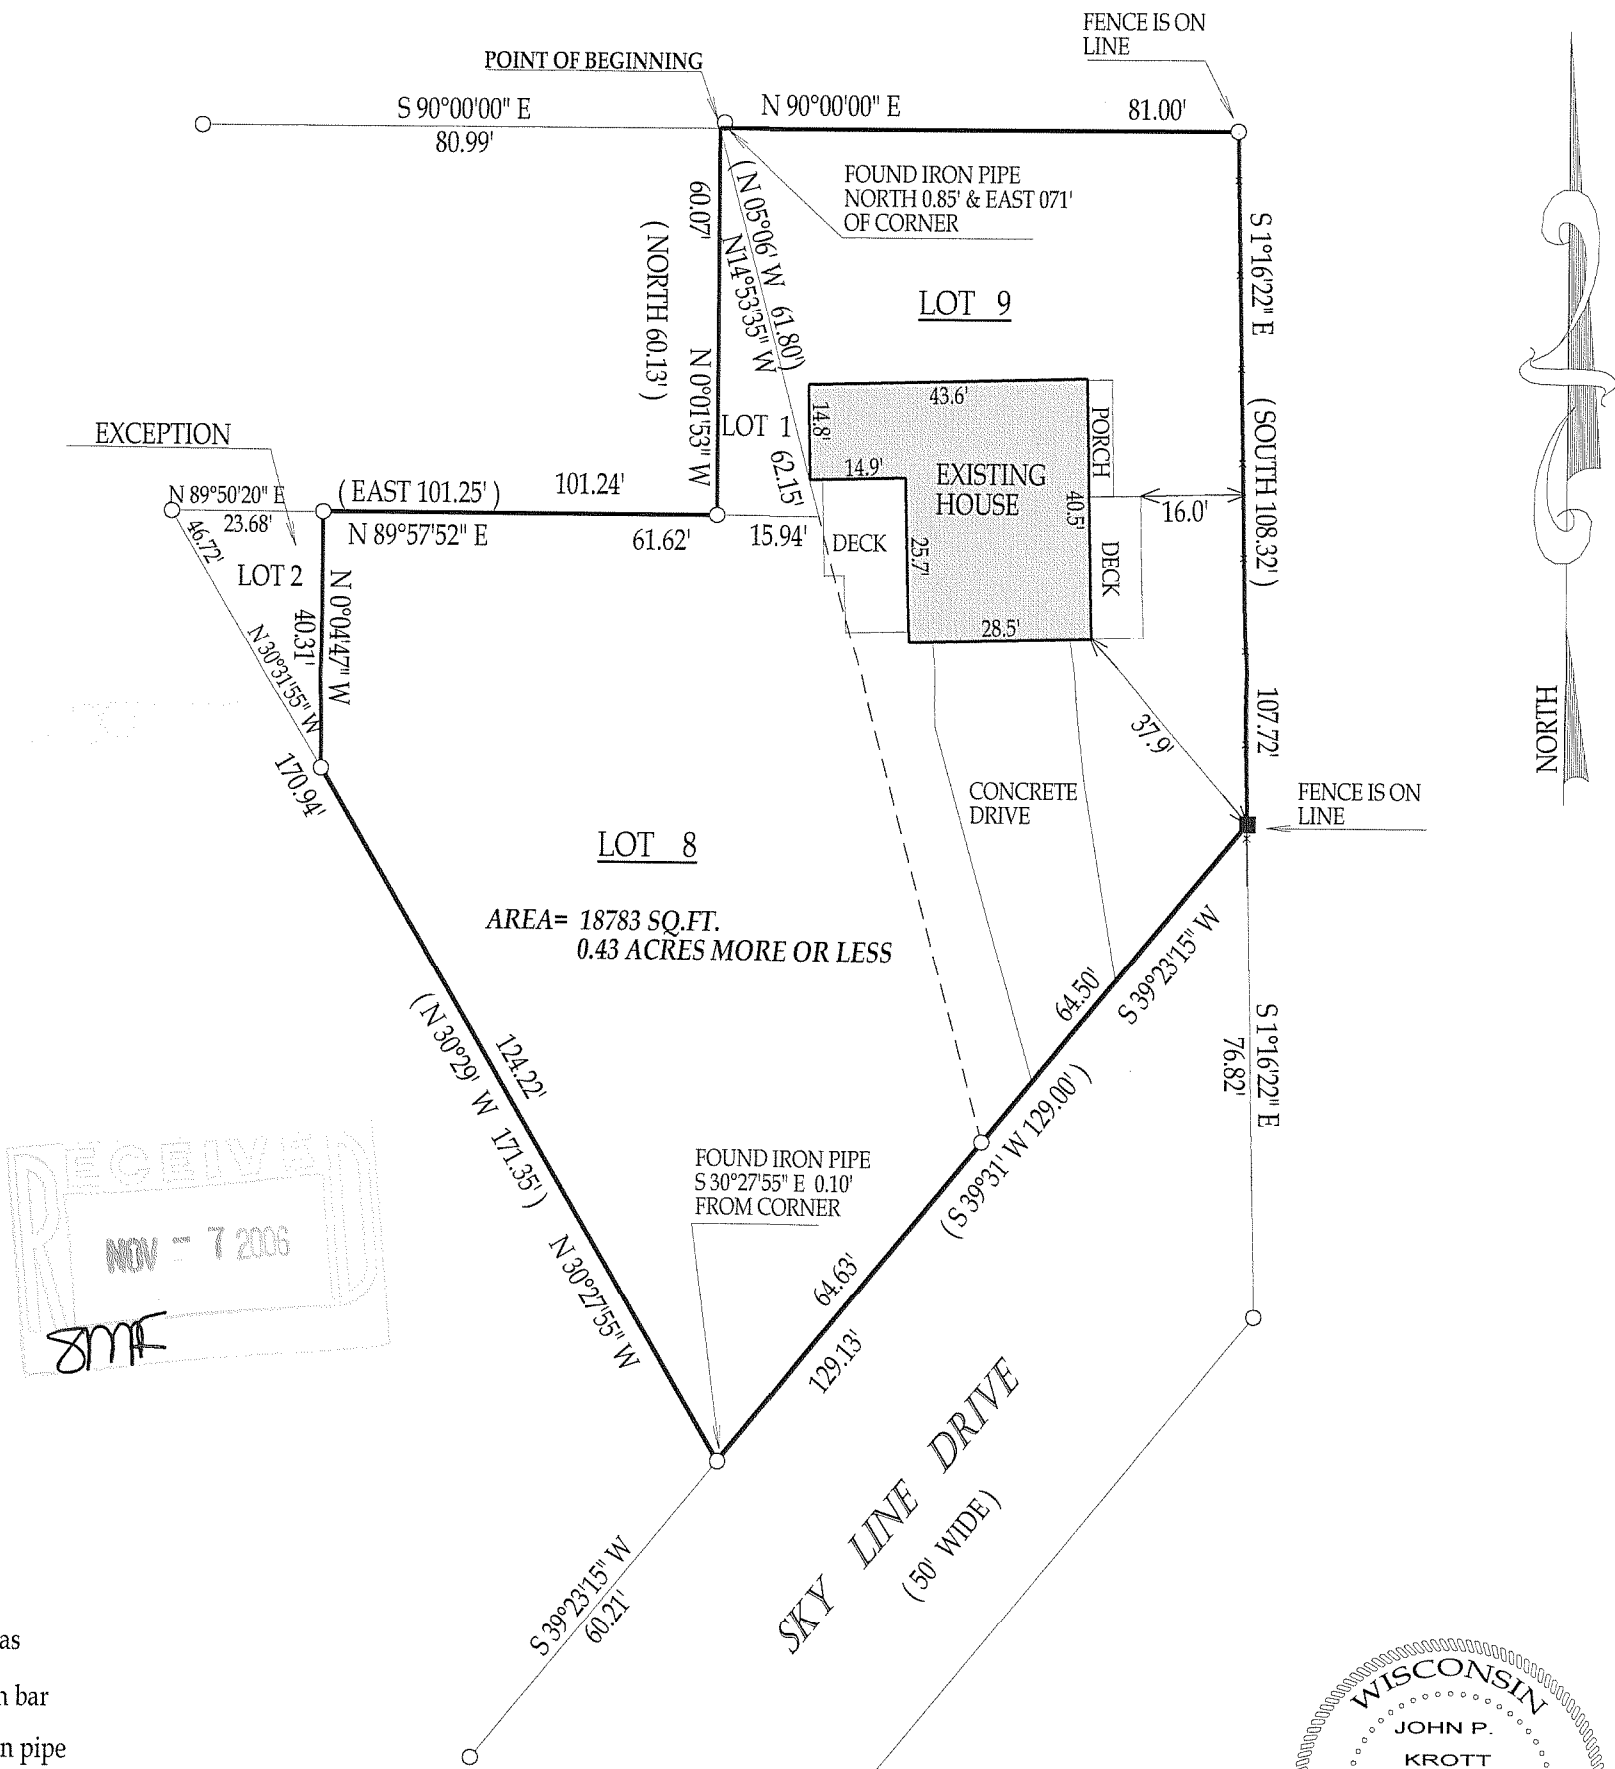 FENCE IS ON
LINE
POINT OF BEGINNING
S 90°00'00" E
80.99'
N 90°00'00" E
81.00'
FOUND IRON PIPE
NORTH 0.85' & EAST 071'
OF CORNER
60.07'
( NORTH 60.13' )
N 0°01'53" W
( N 05°06' W 61.80')
N14°53'35" W
62.15'
S 1°16'22" E
( SOUTH 108.32' )
107.72'
LOT 9
LOT 1
43.6'
14.8'
14.9'
PORCH
EXISTING
HOUSE
40.5'
16.0'
DECK
25.7'
DECK
28.5'
37.9'
EXCEPTION
N 89°50'20" E
23.68'
46.72'
( EAST 101.25' )
101.24'
N 89°57'52" E
61.62'
15.94'
LOT 2
N 0°04'47" W
40.31'
N 30°31'55" W
170.94'
NORTH
CONCRETE
DRIVE
FENCE IS ON
LINE
LOT 8
AREA= 18783 SQ.FT.
0.43 ACRES MORE OR LESS
64.50'
S 39°23'15" W
( S 39°31' W 129.00' )
S 1°16'22" E
76.82'
124.22'
( N 30°29' W 171.35' )
N 30°27'55" W
FOUND IRON PIPE
S 30°27'55" E 0.10'
FROM CORNER
64.63'
129.13'
RECEIVED
NOV - 7 2006
SMF
SKY LINE DRIVE
( 50' WIDE )
S 39°23'15" W
60.21'
as
n bar
n pipe
WISCONSIN
JOHN P.
KROTT